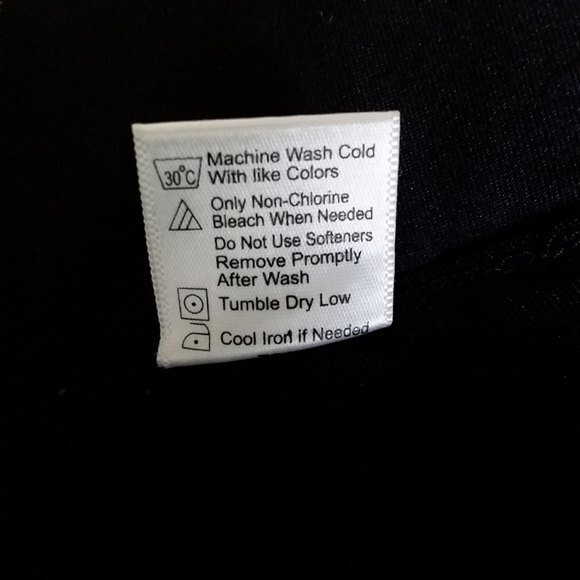 30°C Machine Wash Cold
With like Colors
Only Non-Chlorine
Bleach When Needed
Do Not Use Softeners
Remove Promptly
After Wash
Tumble Dry Low
Cool Iron if Needed